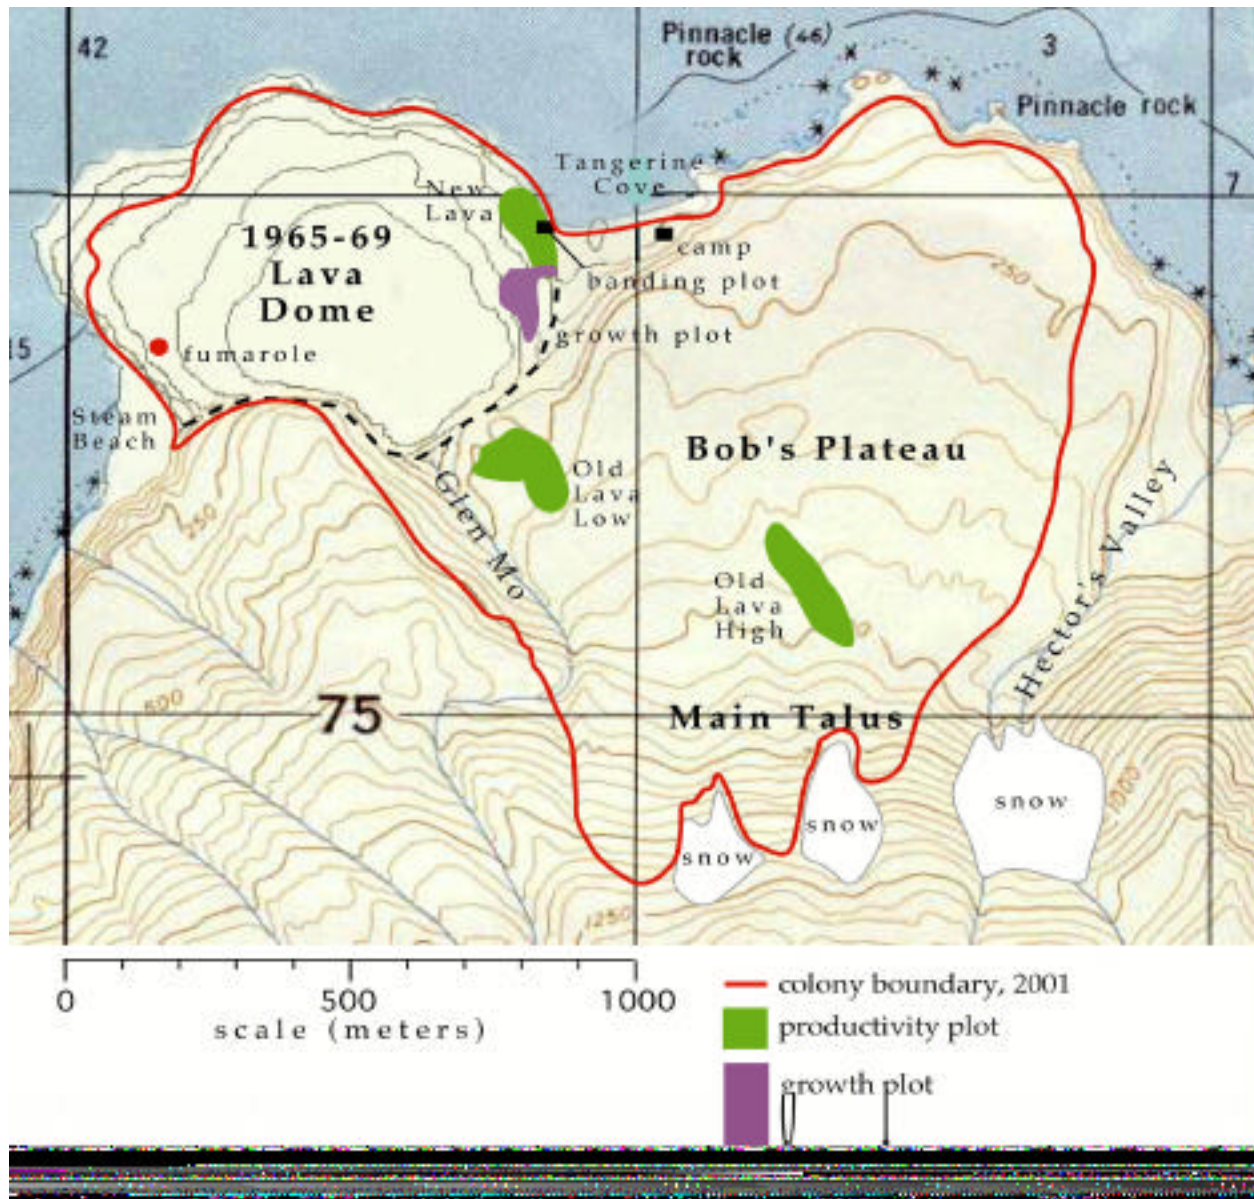 42
Pinnacle (46)
rock
3
Pinnacle rock
Tangerine
Cove
7
New
Lava
1965-69
Lava
Dome
camp
banding plot
250
growth plot
15
fumarole
Steam
Beach
Bob's Plateau
Old
Lava
Low
Glen Mo
250
Hector's Valley
Old
Lava
High
500
75
Main Talus
snow
snow
snow
1000
1250
0
500
1000
scale (meters)
colony boundary, 2001
productivity plot
growth plot